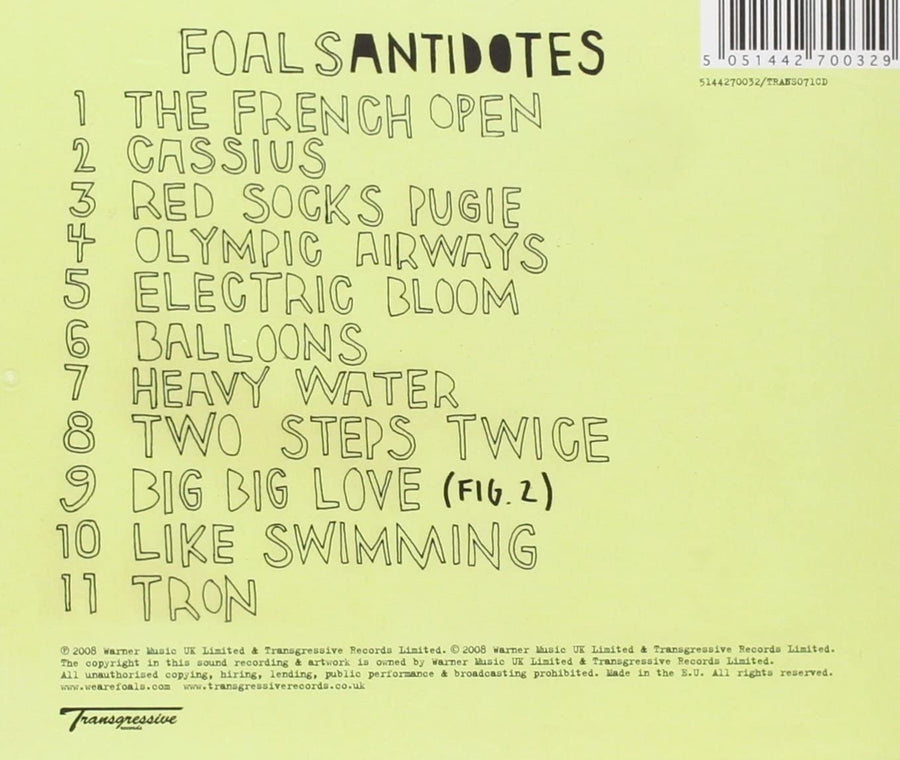 FOALS ANTIDOTES
5 051442 700329
5144270032/TRANS071CD
1 THE FRENCH OPEN
2 CASSIUS
3 RED SOCKS PUGIE
4 OLYMPIC AIRWAYS
5 ELECTRIC BLOOM
6 BALLOONS
7 HEAVY WATER
8 TWO STEPS TWICE
9 BIG BIG LOVE (FIG. 2)
10 LIKE SWIMMING
11 TRON
℗ 2008 Warner Music UK Limited & Transgressive Records Limited. © 2008 Warner Music UK Limited & Transgressive Records Limited.
The copyright in this sound recording & artwork is owned by Warner Music UK Limited & Transgressive Records Limited.
All unauthorised copying, hiring, lending, public performance & broadcasting prohibited. Made in the E.U. All rights reserved.
www.wearefoals.com www.transgressiverecords.co.uk
Transgressive
records